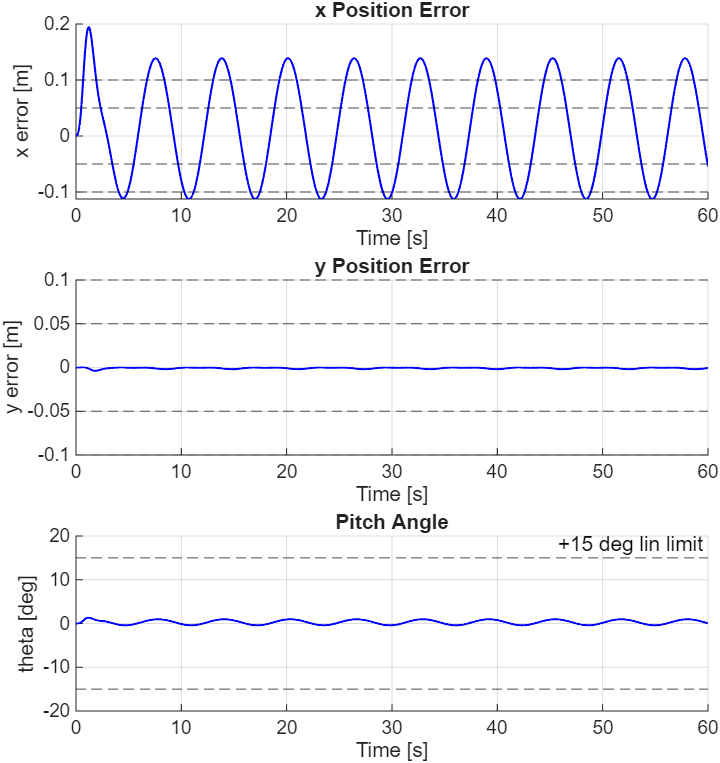 x Position Error
0.2
0.1
0
-0.1
x error [m]
0 10 20 30 40 50 60
Time [s]
y Position Error
0.1
0.05
0
-0.05
-0.1
y error [m]
0 10 20 30 40 50 60
Time [s]
Pitch Angle
+15 deg lin limit
20
10
0
-10
-20
theta [deg]
0 10 20 30 40 50 60
Time [s]